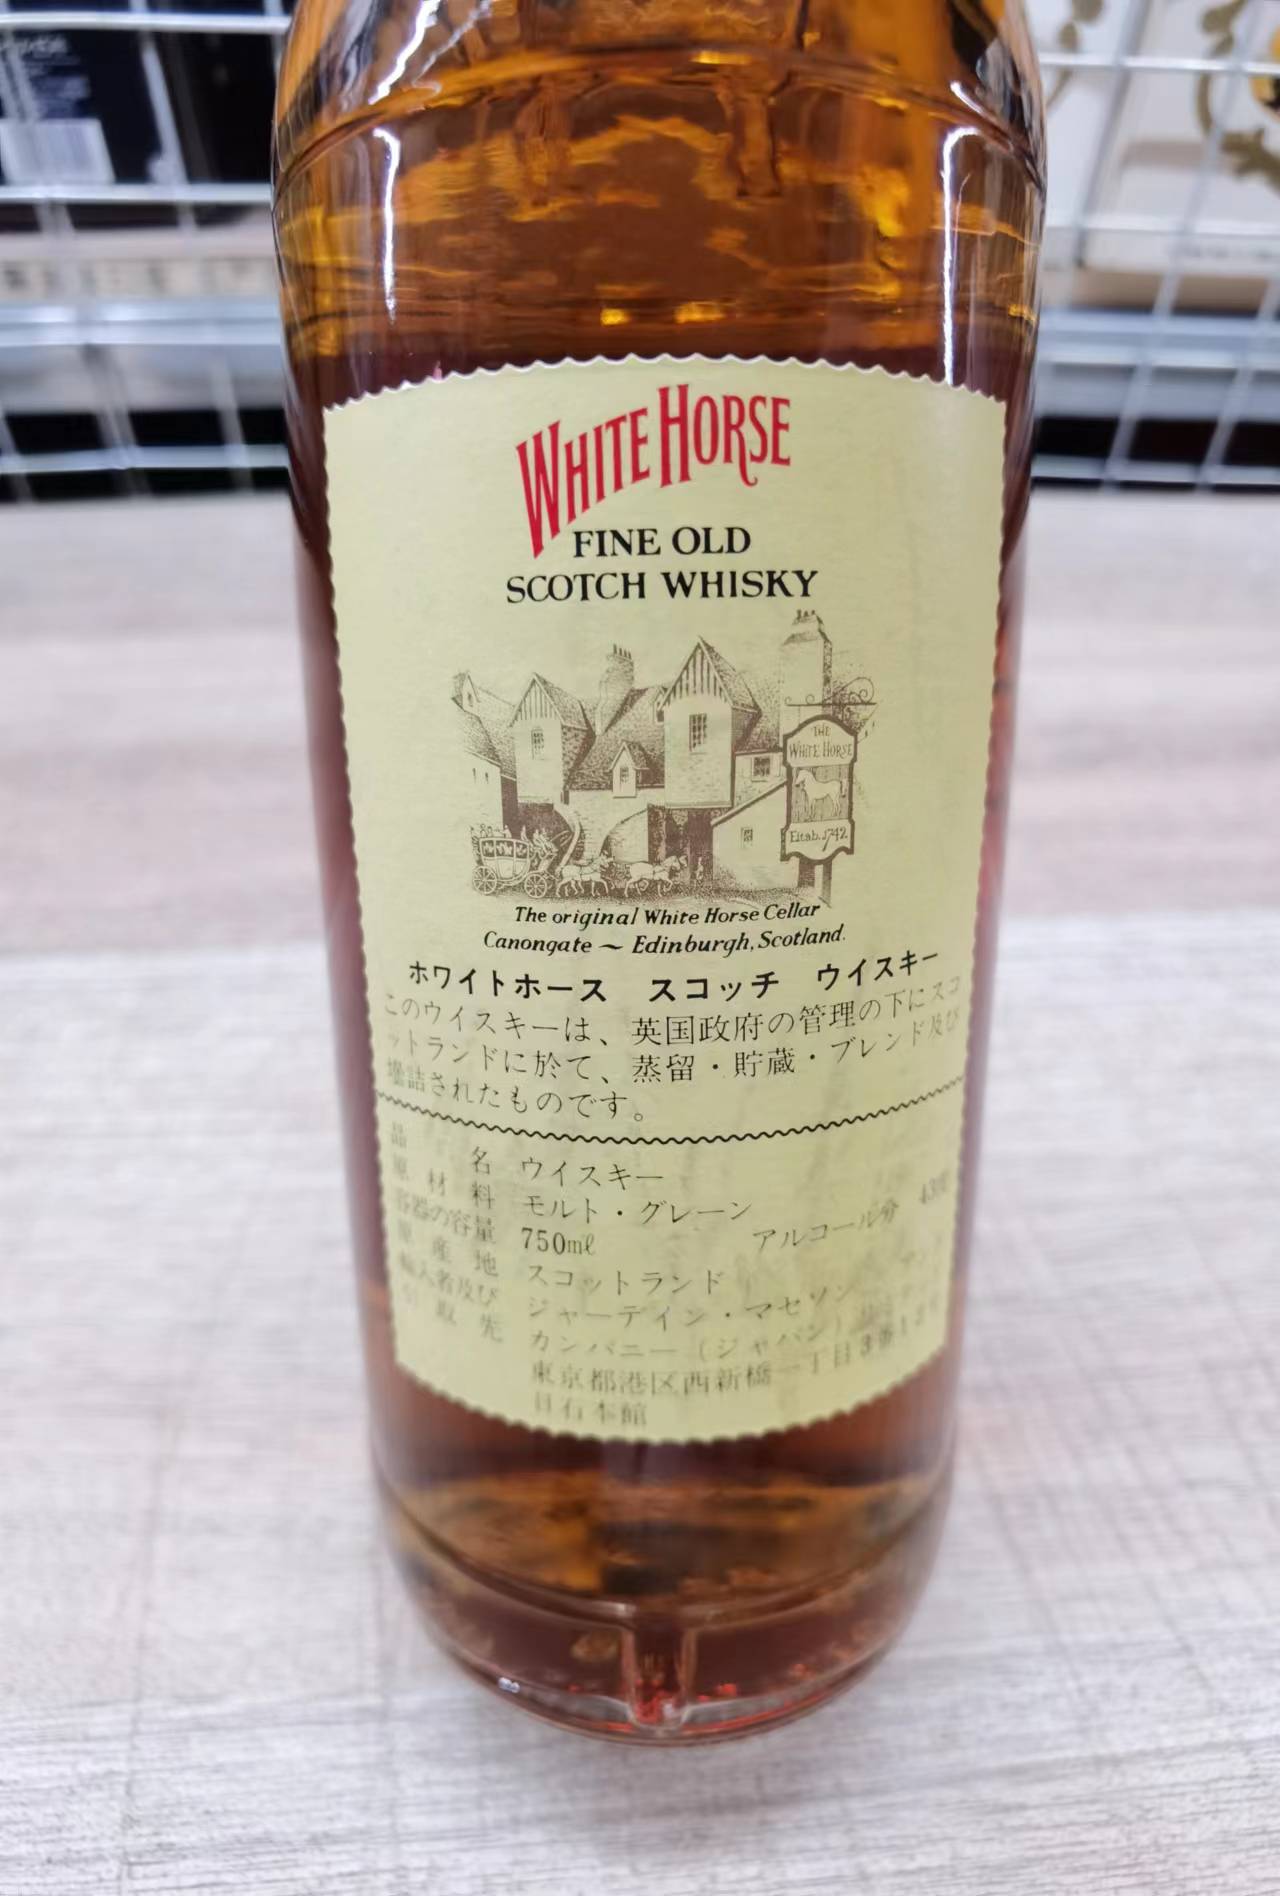 WHITE HORSE
FINE OLD
SCOTCH WHISKY
THE
WHITE HORSE
Estab. 1742
The original White Horse Cellar
Canongate ~ Edinburgh, Scotland.
ホワイトホース スコッチ ウイスキー
このウイスキーは、英国政府の管理の下にスコ
ットランドに於て、蒸留・貯蔵・ブレンド及び
壜詰されたものです。
品名 ウイスキー
原材料 モルト・グレーン
容器の容量 750mℓ アルコール分 43度
原産地 スコットランド
輸入者及び ジャーディン・マセソン
引取先 カンパニー(ジャパン)
東京都港区西新橋一丁目3番12号
日石本館